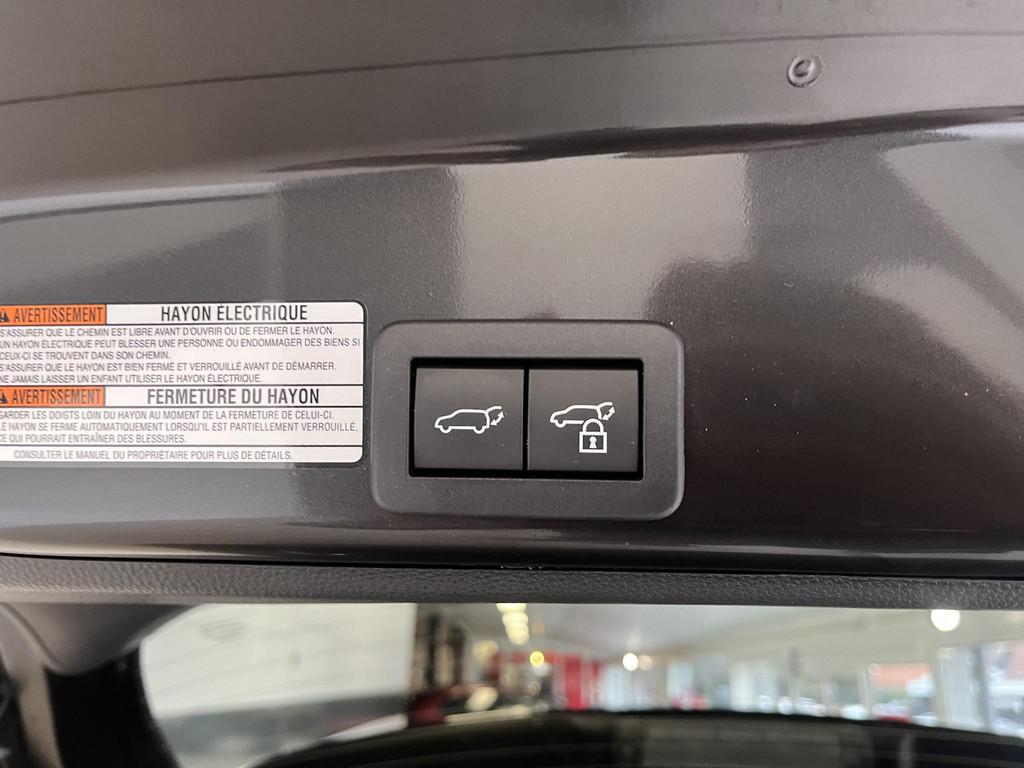 AVERTISSEMENT HAYON ÉLECTRIQUE
S'ASSURER QUE LE CHEMIN EST LIBRE AVANT D'OUVRIR OU DE FERMER LE HAYON.
UN HAYON ÉLECTRIQUE PEUT BLESSER UNE PERSONNE OU ENDOMMAGER DES BIENS SI
CEUX-CI SE TROUVENT DANS SON CHEMIN.
S'ASSURER QUE LE HAYON EST BIEN FERMÉ ET VERROUILLÉ AVANT DE DÉMARRER.
NE JAMAIS LAISSER UN ENFANT UTILISER LE HAYON ÉLECTRIQUE.
AVERTISSEMENT FERMETURE DU HAYON
GARDER LES DOIGTS LOIN DU HAYON AU MOMENT DE LA FERMETURE DE CELUI-CI.
LE HAYON SE FERME AUTOMATIQUEMENT LORSQU'IL EST PARTIELLEMENT VERROUILLÉ,
CE QUI POURRAIT ENTRAÎNER DES BLESSURES.
CONSULTER LE MANUEL DU PROPRIÉTAIRE POUR PLUS DE DÉTAILS.